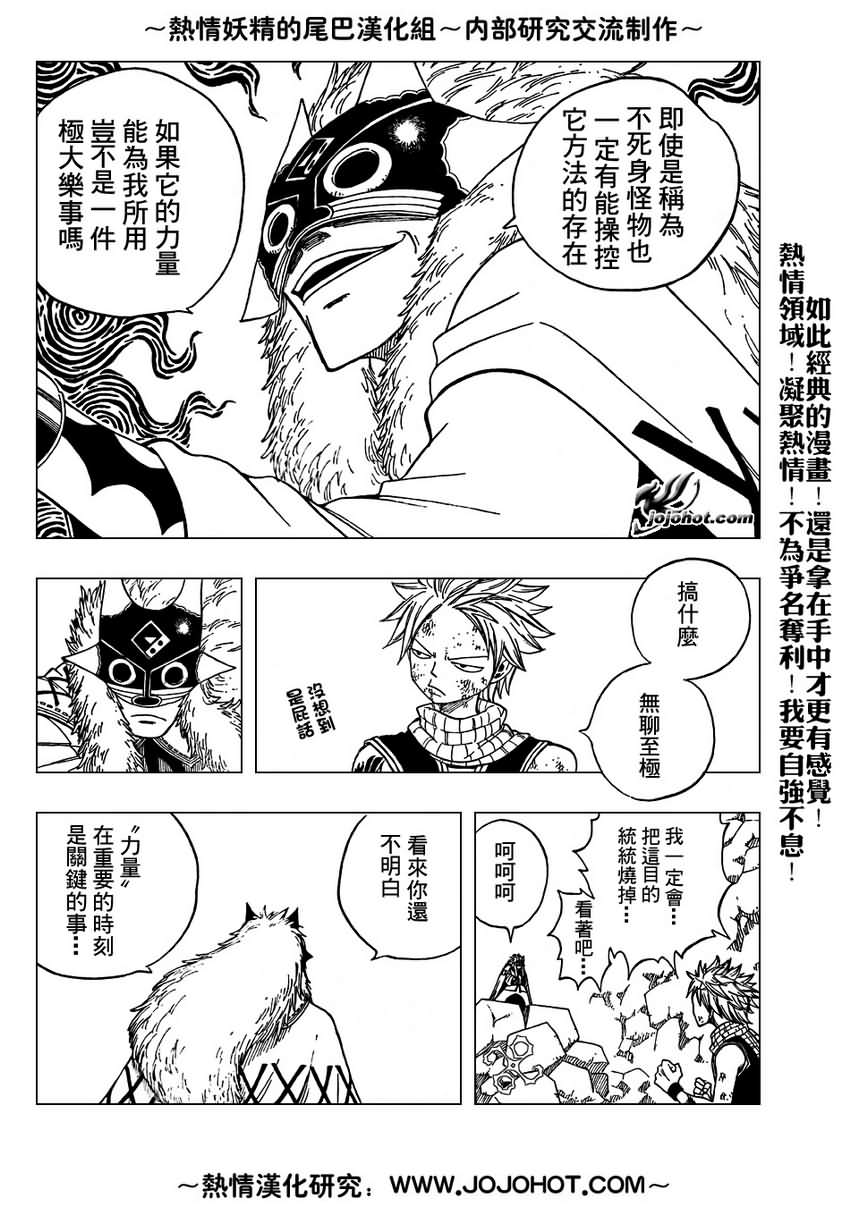 ～熱情妖精的尾巴漢化組～内部研究交流制作～
即使是稱為
不死身怪物也
一定有能操控
它方法的存在
如果它的力量
能為我所用
豈不是一件
極大樂事嗎
jojohot.com
如此經典的漫畫！還是拿在手中才更有感覺！
熱情領域！凝聚熱情！不為爭名奪利！我要自強不息！
搞什麼
無聊至極
沒想到
是屁話
我一定會…
把這目的
統統燒掉…
看著吧…
呵呵呵
看來你還
不明白
〝力量〞
在重要的時刻
是關鍵的事…
～熱情漢化研究：WWW.JOJOHOT.COM～